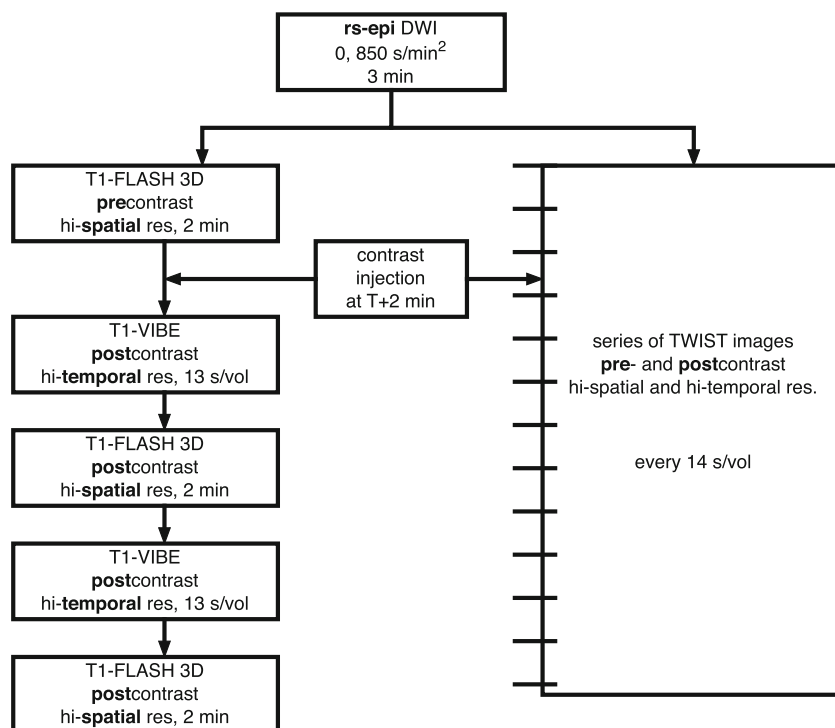 rs-epi DWI
0, 850 s/min²
3 min
T1-FLASH 3D
precontrast
hi-spatial res, 2 min
contrast
injection
at T+2 min
T1-VIBE
postcontrast
hi-temporal res, 13 s/vol
T1-FLASH 3D
postcontrast
hi-spatial res, 2 min
T1-VIBE
postcontrast
hi-temporal res, 13 s/vol
T1-FLASH 3D
postcontrast
hi-spatial res, 2 min
series of TWIST images
pre- and postcontrast
hi-spatial and hi-temporal res.
every 14 s/vol